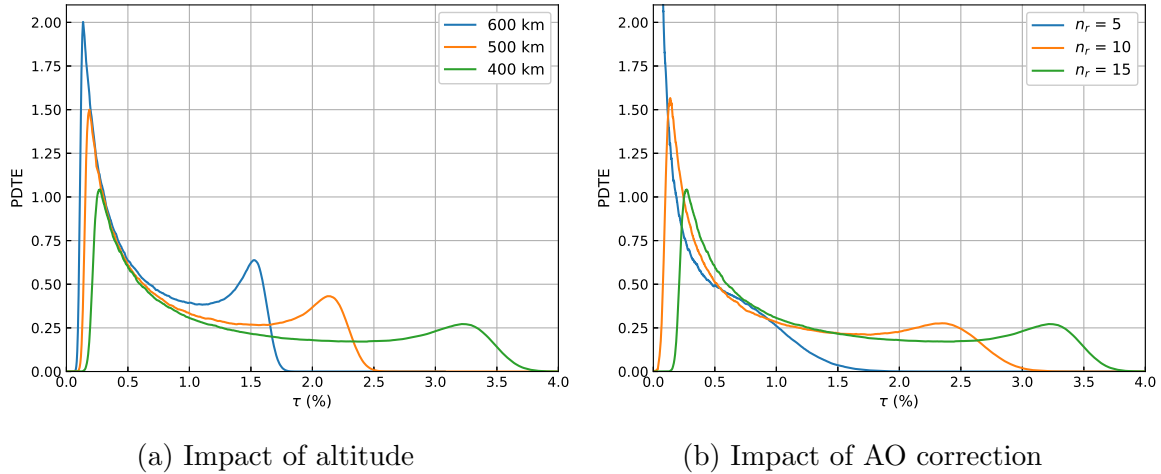 2.00
1.75
1.50
1.25
1.00
0.75
0.50
0.25
0.00
PDTE
0.0 0.5 1.0 1.5 2.0 2.5 3.0 3.5 4.0
τ (%)
600 km
500 km
400 km
(a) Impact of altitude
2.00
1.75
1.50
1.25
1.00
0.75
0.50
0.25
0.00
PDTE
0.0 0.5 1.0 1.5 2.0 2.5 3.0 3.5 4.0
τ (%)
n_r = 5
n_r = 10
n_r = 15
(b) Impact of AO correction